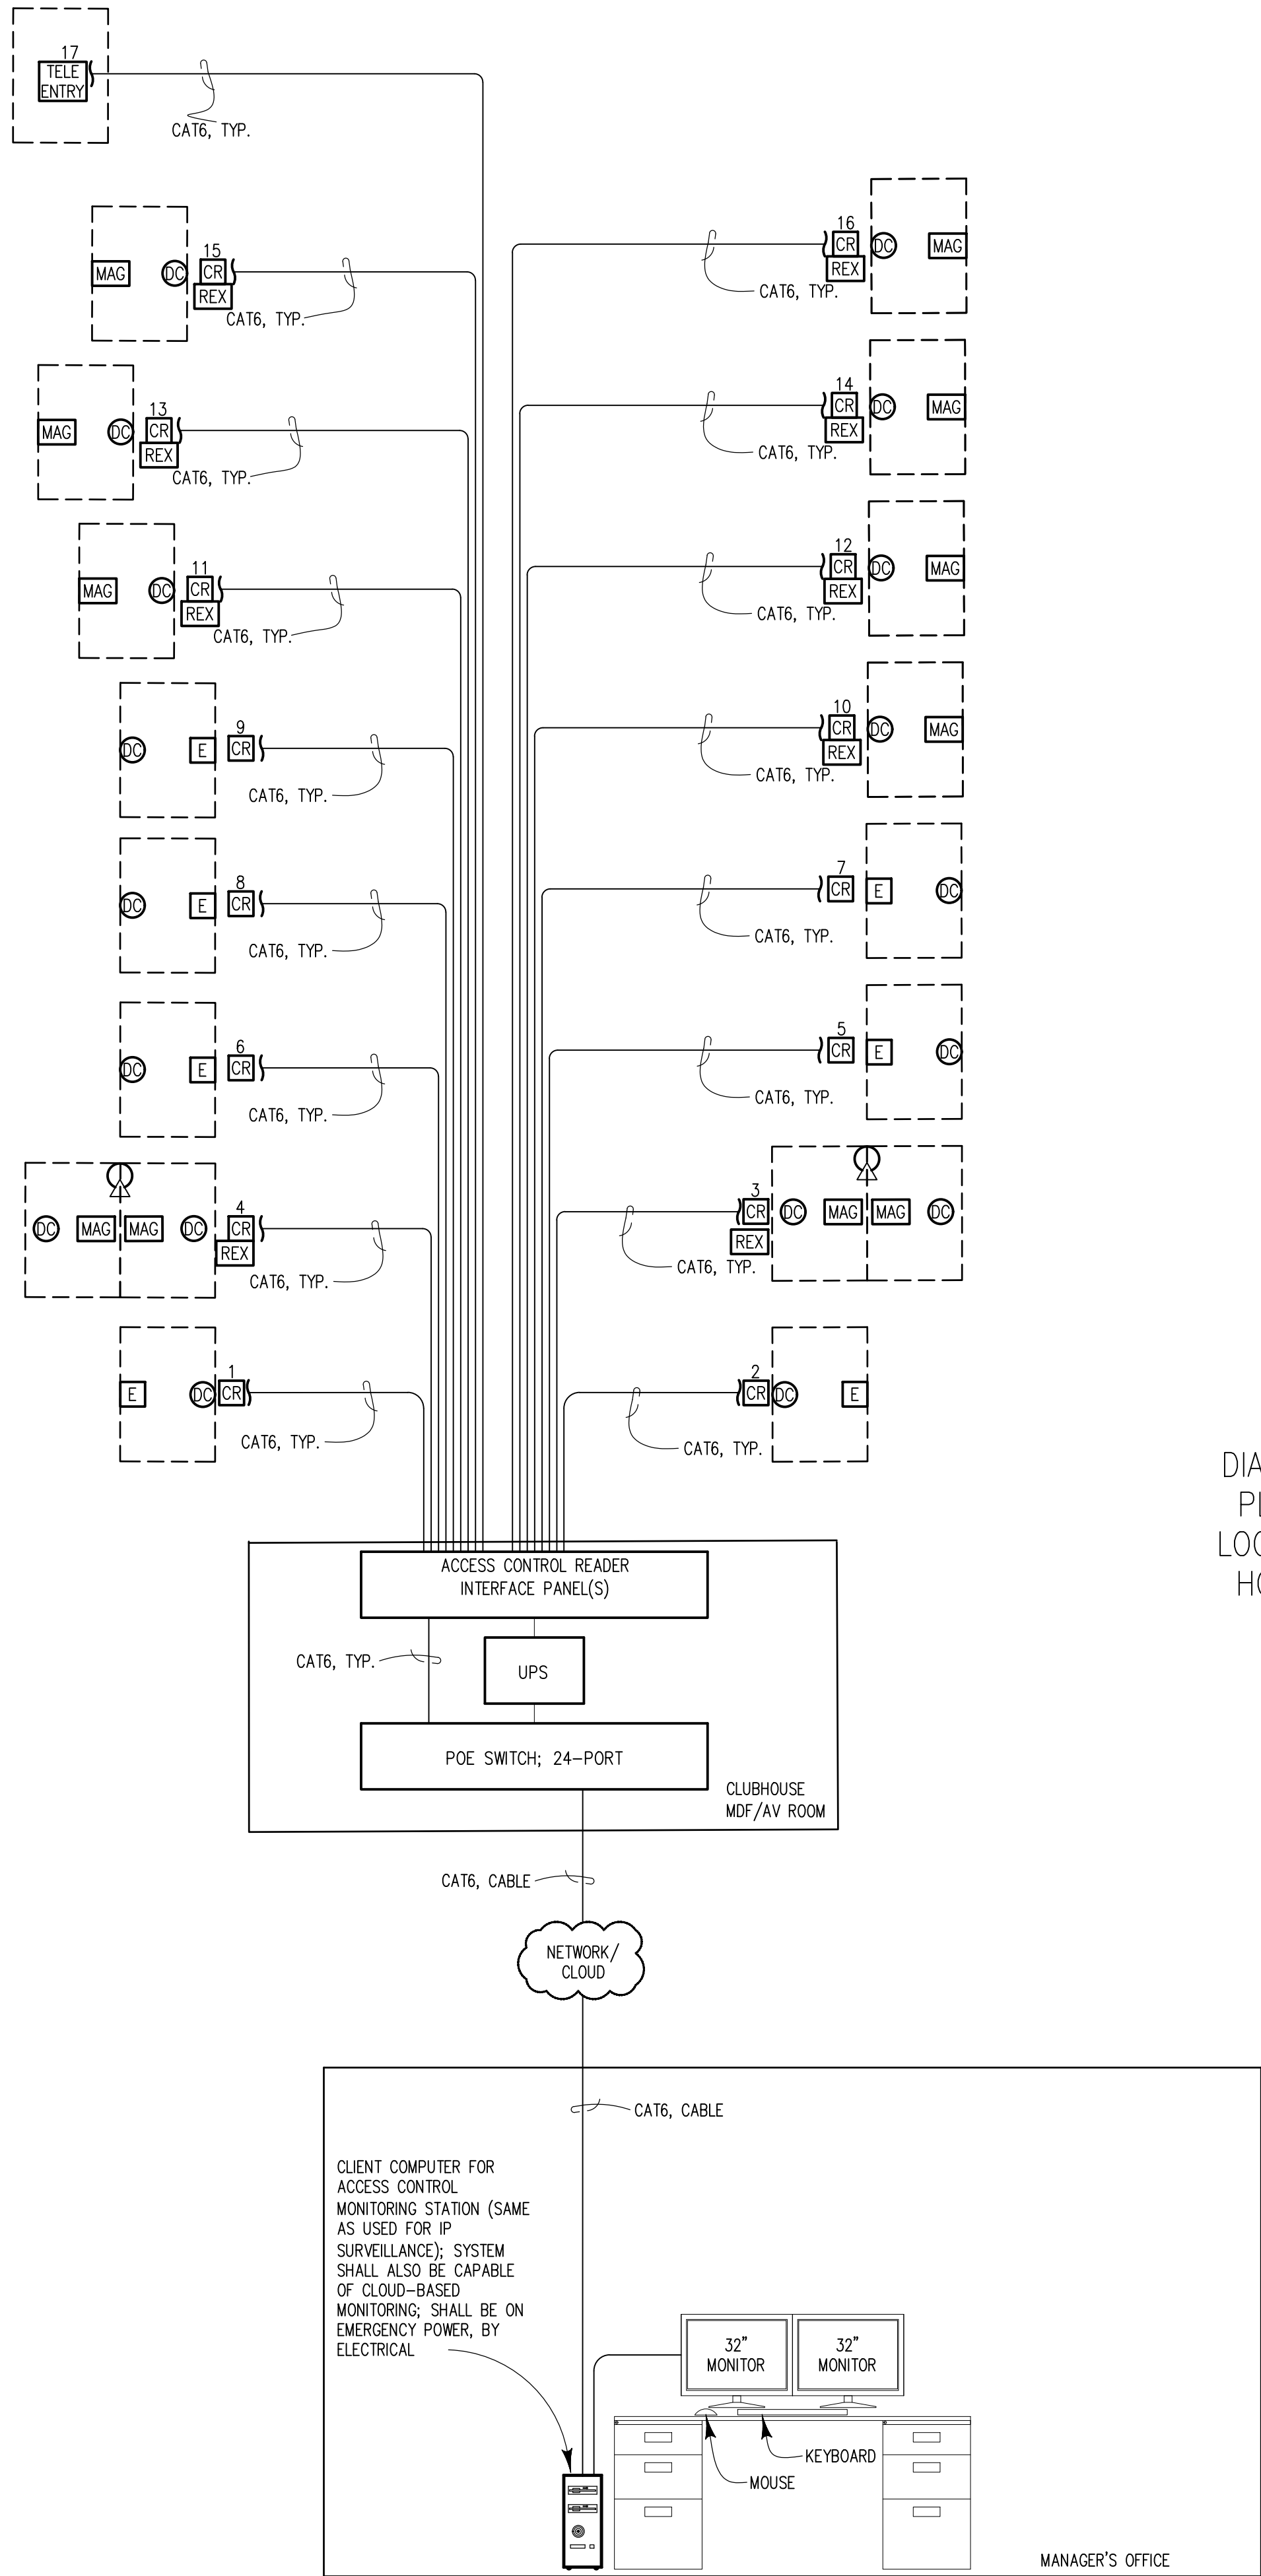 17
TELE
ENTRY
CAT6, TYP.
15
MAG
DC
CR
REX
CAT6, TYP.
16
CR
DC
MAG
REX
CAT6, TYP.
13
MAG
DC
CR
REX
CAT6, TYP.
14
CR
DC
MAG
REX
CAT6, TYP.
11
MAG
DC
CR
REX
CAT6, TYP.
12
CR
DC
MAG
REX
CAT6, TYP.
9
DC
E
CR
CAT6, TYP.
10
CR
DC
MAG
REX
CAT6, TYP.
8
DC
E
CR
CAT6, TYP.
7
CR
E
DC
CAT6, TYP.
6
DC
E
CR
CAT6, TYP.
5
CR
E
DC
CAT6, TYP.
4
DC
MAG
MAG
DC
CR
REX
CAT6, TYP.
3
CR
DC
MAG
MAG
DC
REX
CAT6, TYP.
1
E
DC
CR
CAT6, TYP.
2
CR
DC
E
CAT6, TYP.
DIA
PL
LOC
HO
ACCESS CONTROL READER
INTERFACE PANEL(S)
CAT6, TYP.
UPS
POE SWITCH; 24-PORT
CLUBHOUSE
MDF/AV ROOM
CAT6, CABLE
NETWORK/
CLOUD
CAT6, CABLE
CLIENT COMPUTER FOR
ACCESS CONTROL
MONITORING STATION (SAME
AS USED FOR IP
SURVEILLANCE); SYSTEM
SHALL ALSO BE CAPABLE
OF CLOUD-BASED
MONITORING; SHALL BE ON
EMERGENCY POWER, BY
ELECTRICAL
32"
MONITOR
32"
MONITOR
KEYBOARD
MOUSE
MANAGER'S OFFICE